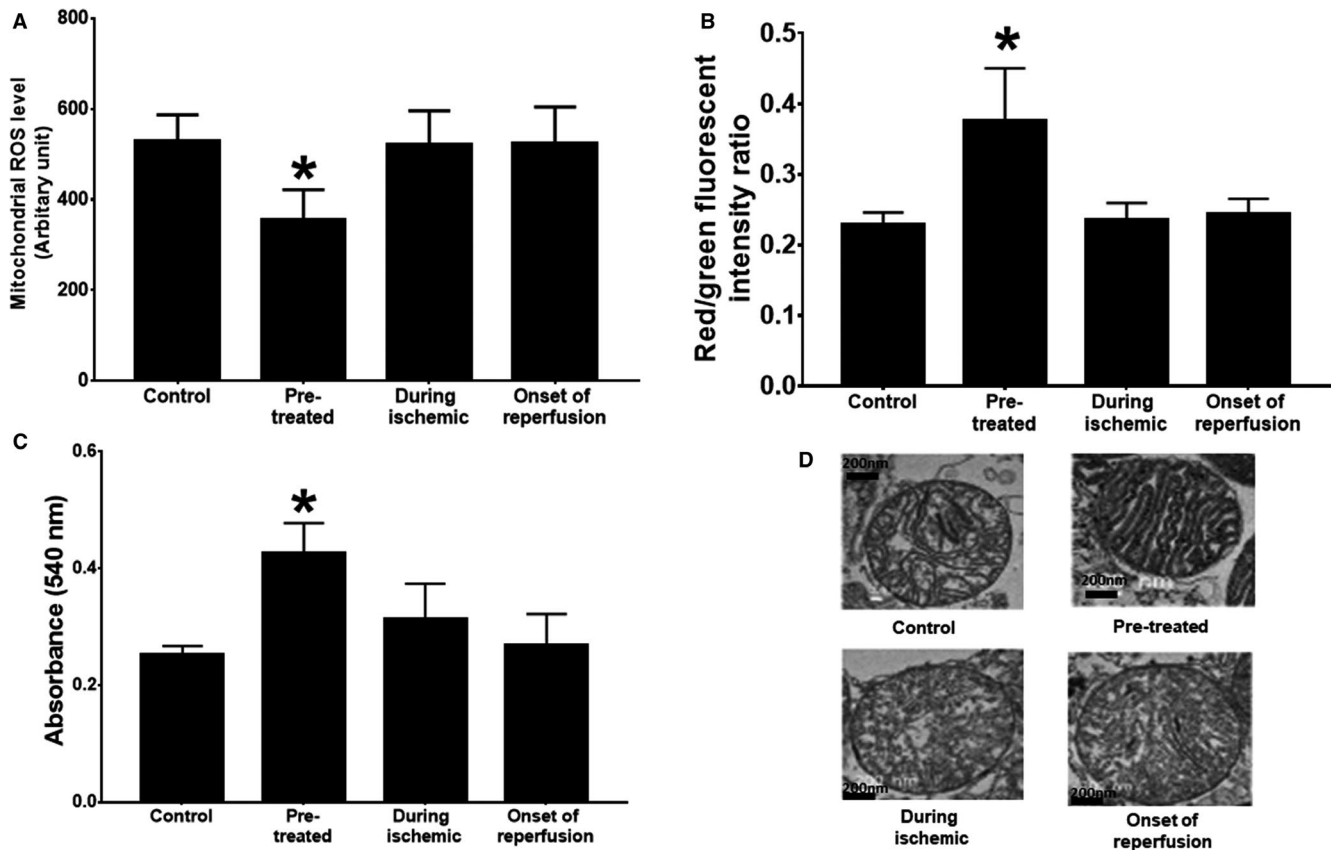 A
Mitochondrial ROS level
(Arbitary unit)
800
600
400
200
0
*
Control
Pre-
treated
During
ischemic
Onset of
reperfusion
B
Red/green fluorescent
intensity ratio
0.5
0.4
0.3
0.2
0.1
0.0
*
Control
Pre-
treated
During
ischemic
Onset of
reperfusion
C
Absorbance (540 nm)
0.6
0.4
0.2
0.0
*
Control
Pre-
treated
During
ischemic
Onset of
reperfusion
D
200nm
Control
200nm
nm
Pre-treated
200 nm
200nm
During
ischemic
200nm
Onset of
reperfusion